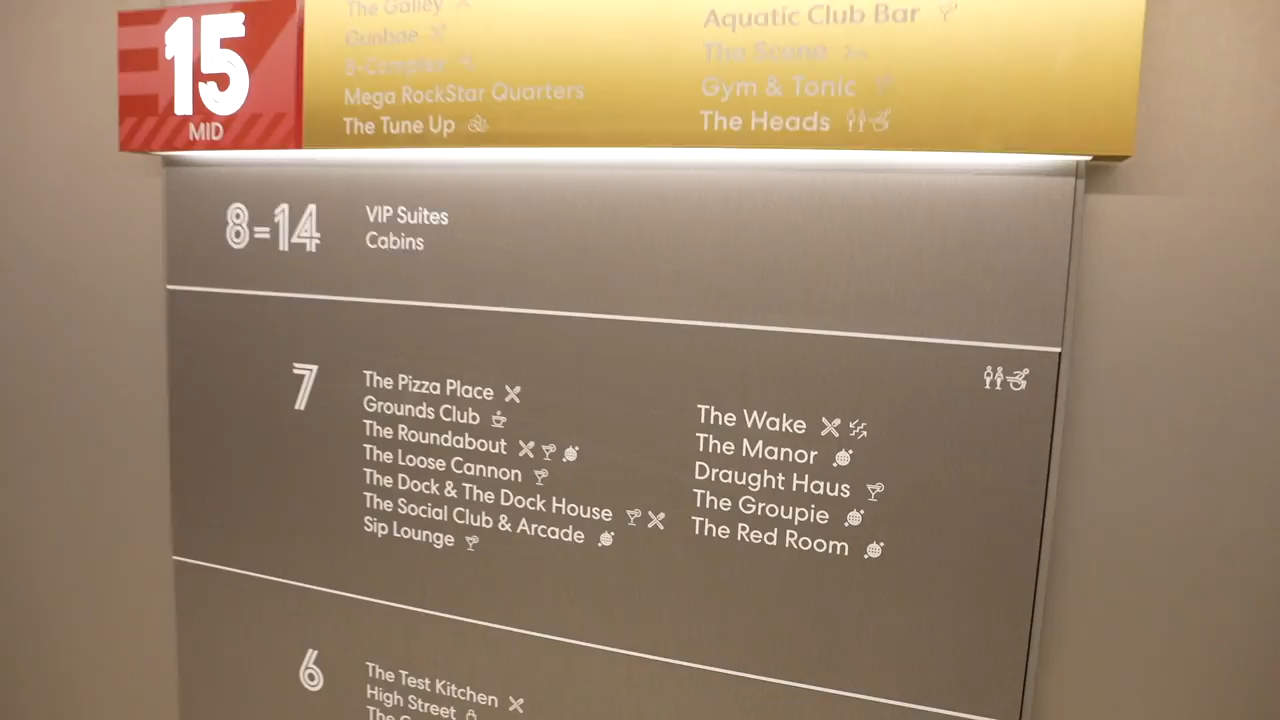 15
MID
The Galley
Gunbae
B-Complex
Mega RockStar Quarters
The Tune Up
Aquatic Club Bar
The Scene
Gym & Tonic
The Heads
8-14
VIP Suites
Cabins
7
The Pizza Place
Grounds Club
The Roundabout
The Loose Cannon
The Dock & The Dock House
The Social Club & Arcade
Sip Lounge
The Wake
The Manor
Draught Haus
The Groupie
The Red Room
6
The Test Kitchen
High Street
The